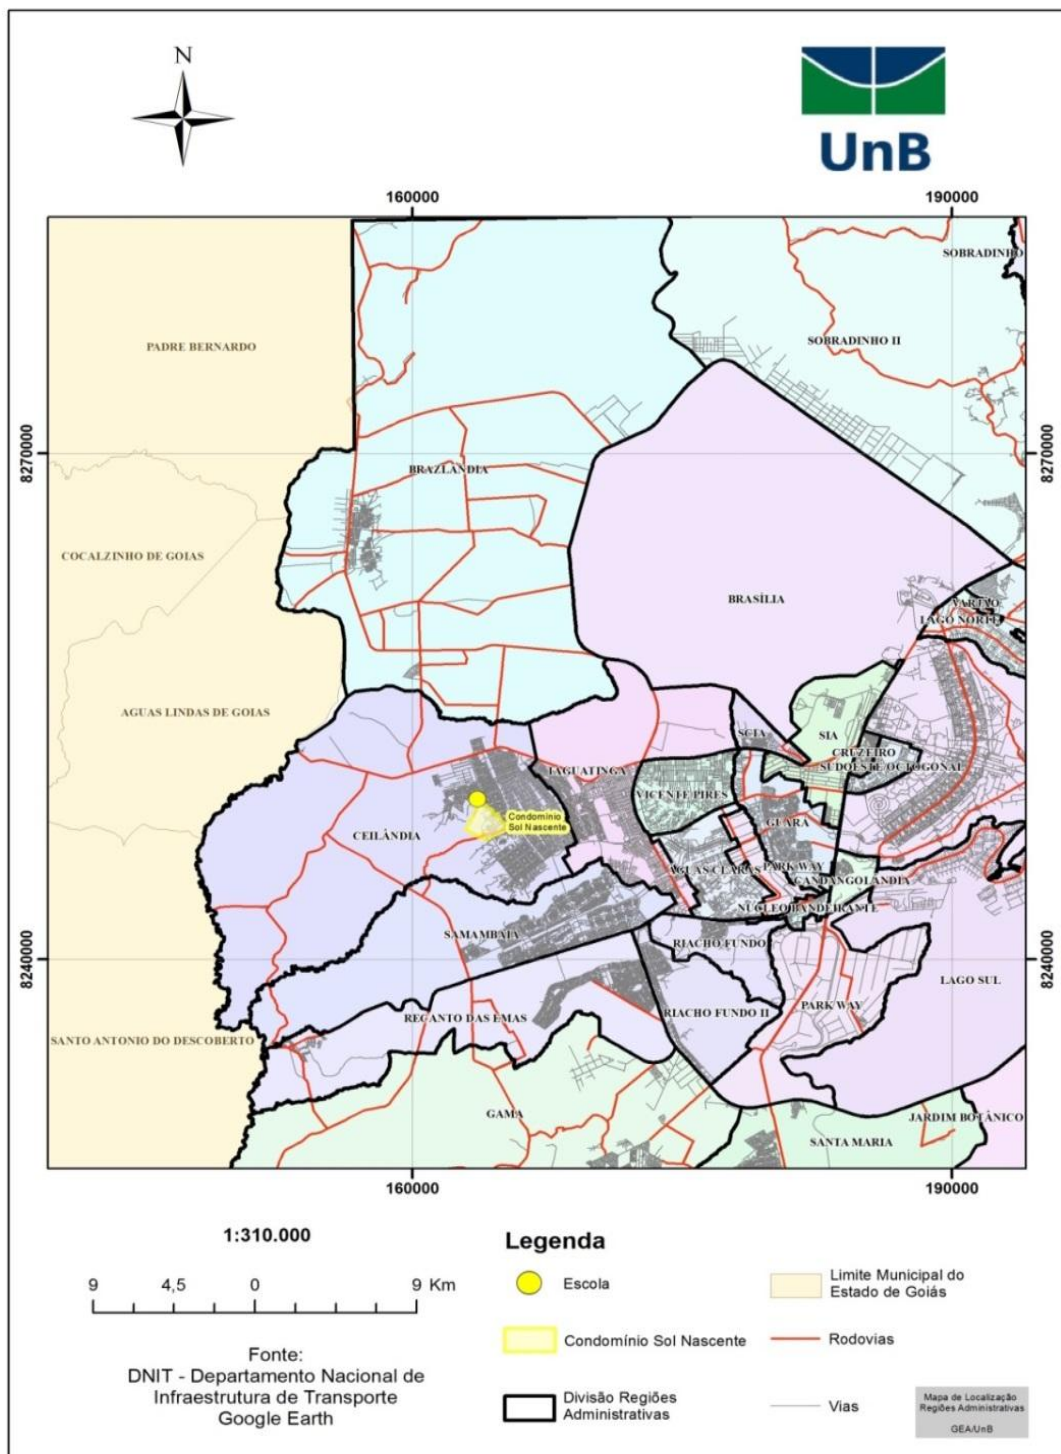 N
UnB
160000
190000
SOBRADINHO
PADRE BERNARDO
SOBRADINHO II
8270000
8270000
BRAZLÂNDIA
COCALZINHO DE GOIAS
BRASÍLIA
VARJÃO
LAGO NORTE
AGUAS LINDAS DE GOIAS
SCIA
SIA
CRUZEIRO
SUDOESTE/OCTOGONAL
TAGUATINGA
VICENTE PIRES
Condomínio
Sol Nascente
GUARÁ
CEILÂNDIA
ÁGUAS CLARAS
PARK WAY
CANDANGOLÂNDIA
NÚCLEO BANDEIRANTE
SAMAMBAIA
RIACHO FUNDO
8240000
8240000
LAGO SUL
PARK WAY
RECANTO DAS EMAS
RIACHO FUNDO II
SANTO ANTONIO DO DESCOBERTO
GAMA
JARDIM BOTÂNICO
SANTA MARIA
160000
190000
1:310.000
9 4,5 0 9 Km
Fonte:
DNIT - Departamento Nacional de
Infraestrutura de Transporte
Google Earth
Legenda
Escola
Limite Municipal do
Estado de Goiás
Condomínio Sol Nascente
Rodovias
Divisão Regiões
Administrativas
Vias
Mapa de Localização
Regiões Administrativas
GEA/UnB